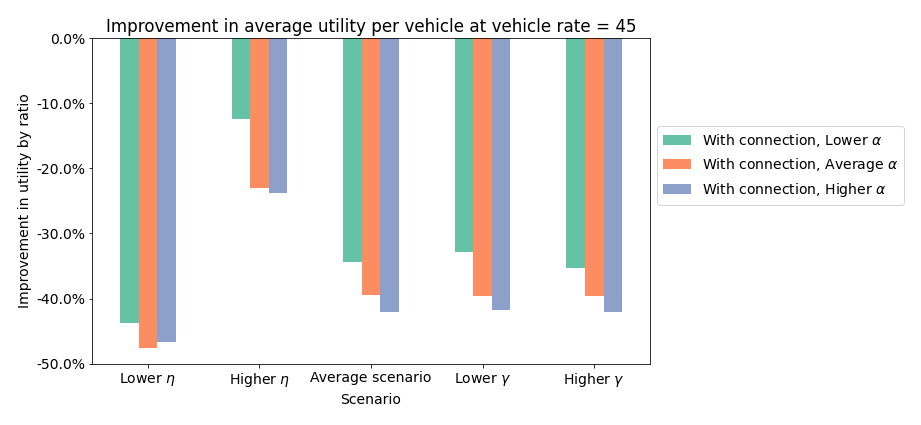 Improvement in average utility per vehicle at vehicle rate = 45
Improvement in utility by ratio
0.0%
-10.0%
-20.0%
-30.0%
-40.0%
-50.0%
Lower η
Higher η
Average scenario
Lower γ
Higher γ
Scenario
With connection, Lower α
With connection, Average α
With connection, Higher α